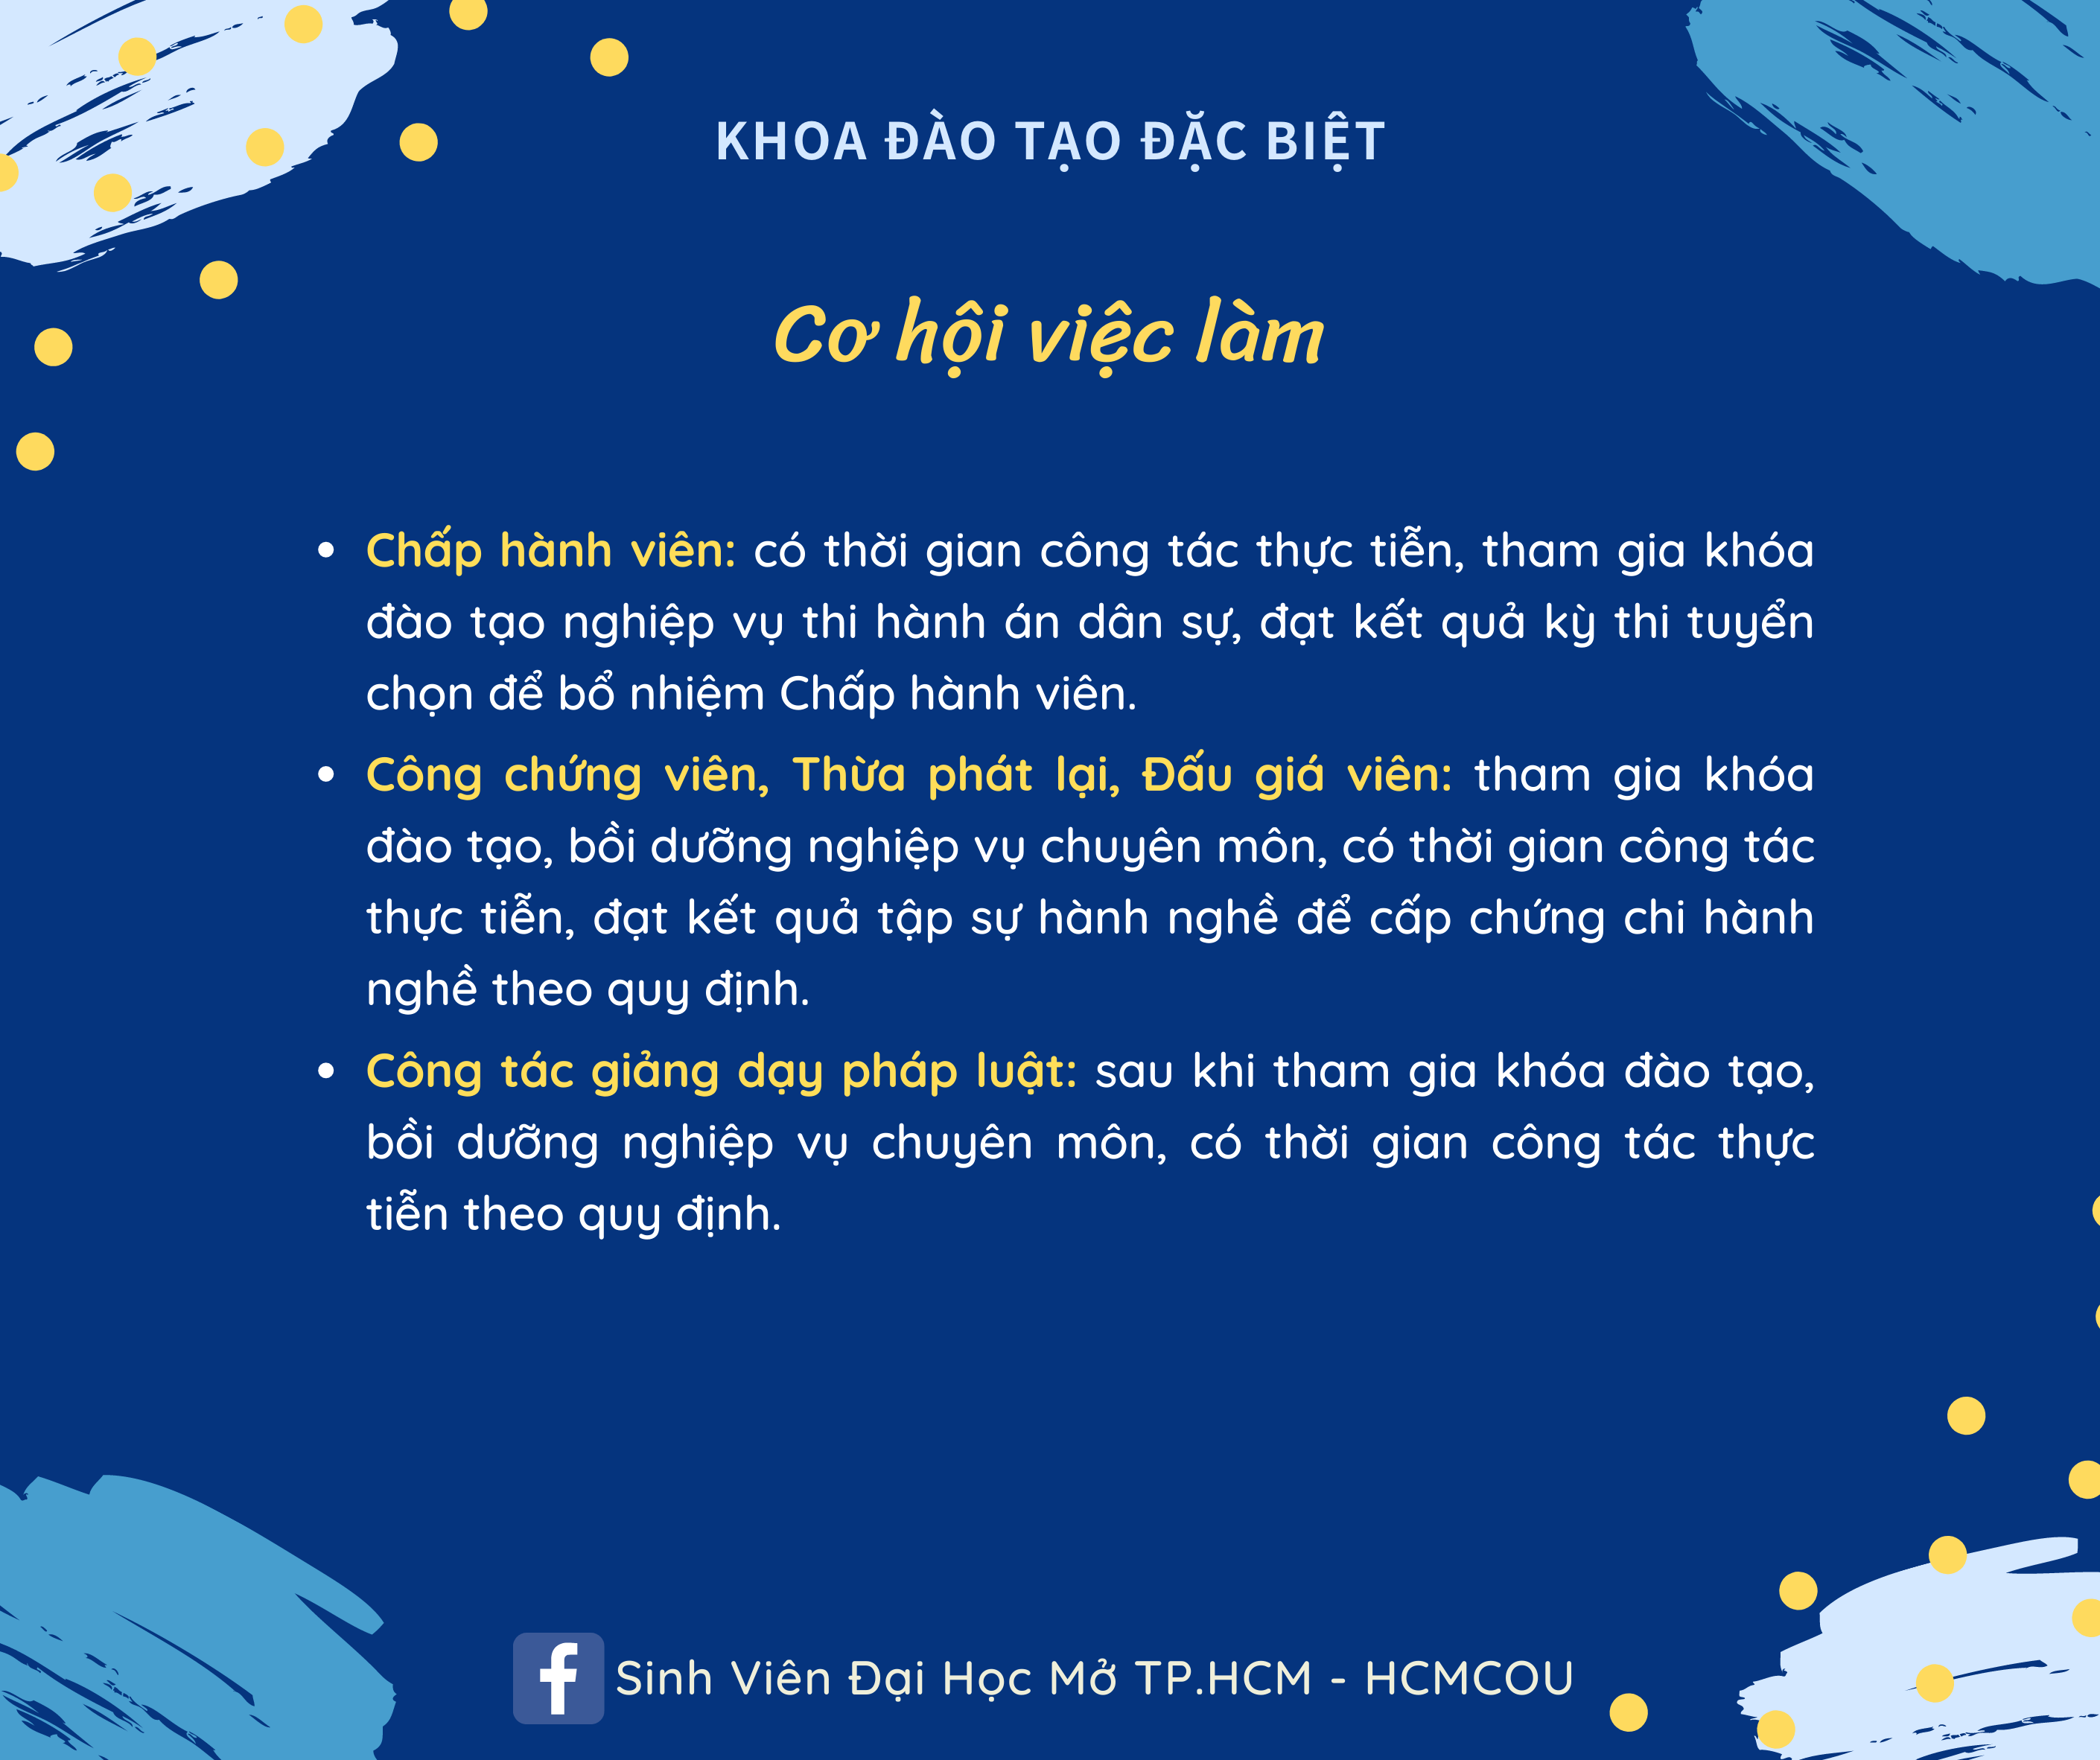 KHOA ĐÀO TẠO ĐẶC BIỆT
Cơ hội việc làm
Chấp hành viên: có thời gian công tác thực tiễn, tham gia khóa
đào tạo nghiệp vụ thi hành án dân sự, đạt kết quả kỳ thi tuyển
chọn để bổ nhiệm Chấp hành viên.
Công chứng viên, Thừa phát lại, Đấu giá viên: tham gia khóa
đào tạo, bồi dưỡng nghiệp vụ chuyên môn, có thời gian công tác
thực tiễn, đạt kết quả tập sự hành nghề để cấp chứng chi hành
nghề theo quy định.
Công tác giảng dạy pháp luật: sau khi tham gia khóa đào tạo,
bồi dưỡng nghiệp vụ chuyên môn, có thời gian công tác thực
tiễn theo quy định.
Sinh Viên Đại Học Mở TP.HCM - HCMCOU